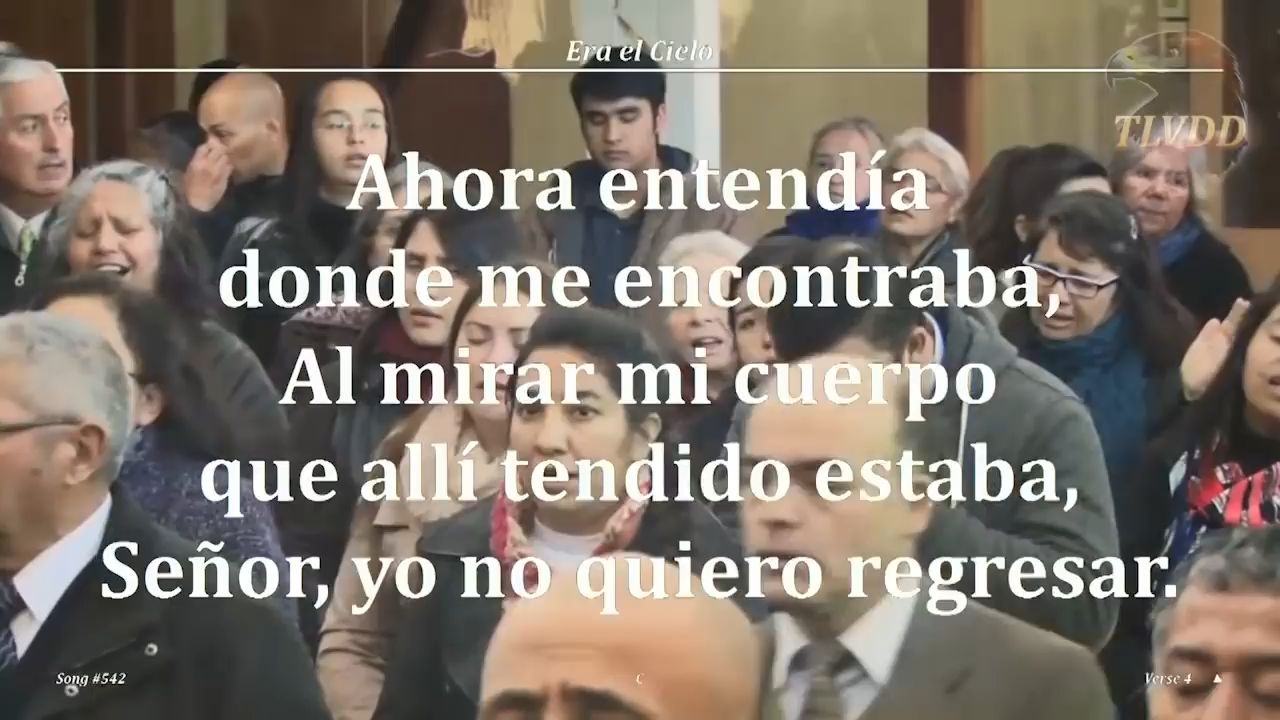 Era el Cielo
TLVDD
Ahora entendía
donde me encontraba,
Al mirar mi cuerpo
que allí tendido estaba,
Señor, yo no quiero regresar.
Song #542
C
Verse 4